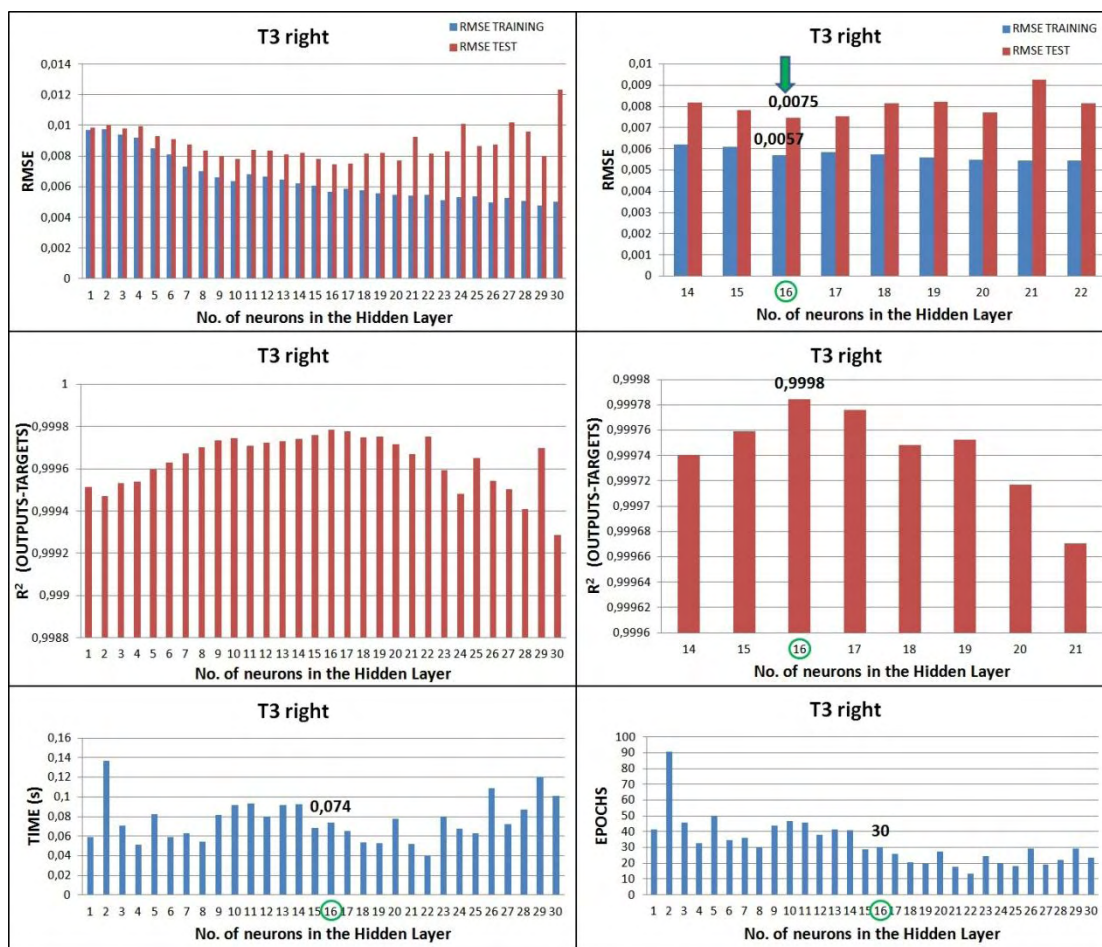 T3 right
RMSE TRAINING
RMSE TEST
RMSE
0,014
0,012
0,01
0,008
0,006
0,004
0,002
0
1 2 3 4 5 6 7 8 9 10 11 12 13 14 15 16 17 18 19 20 21 22 23 24 25 26 27 28 29 30
No. of neurons in the Hidden Layer
T3 right
RMSE TRAINING
RMSE TEST
RMSE
0,01
0,009
0,008
0,007
0,006
0,005
0,004
0,003
0,002
0,001
0
0,0075
0,0057
14 15 16 17 18 19 20 21 22
No. of neurons in the Hidden Layer
T3 right
R² (OUTPUTS-TARGETS)
1
0,9998
0,9996
0,9994
0,9992
0,999
0,9988
1 2 3 4 5 6 7 8 9 10 11 12 13 14 15 16 17 18 19 20 21 22 23 24 25 26 27 28 29 30
No. of neurons in the Hidden Layer
T3 right
R² (OUTPUTS-TARGETS)
0,9998
0,99978
0,99976
0,99974
0,99972
0,9997
0,99968
0,99966
0,99964
0,99962
0,9996
0,9998
14 15 16 17 18 19 20 21
No. of neurons in the Hidden Layer
T3 right
TIME (s)
0,16
0,14
0,12
0,1
0,08
0,06
0,04
0,02
0
0,074
1 2 3 4 5 6 7 8 9 10 11 12 13 14 15 16 17 18 19 20 21 22 23 24 25 26 27 28 29 30
No. of neurons in the Hidden Layer
T3 right
EPOCHS
100
90
80
70
60
50
40
30
20
10
0
30
1 2 3 4 5 6 7 8 9 10 11 12 13 14 15 16 17 18 19 20 21 22 23 24 25 26 27 28 29 30
No. of neurons in the Hidden Layer